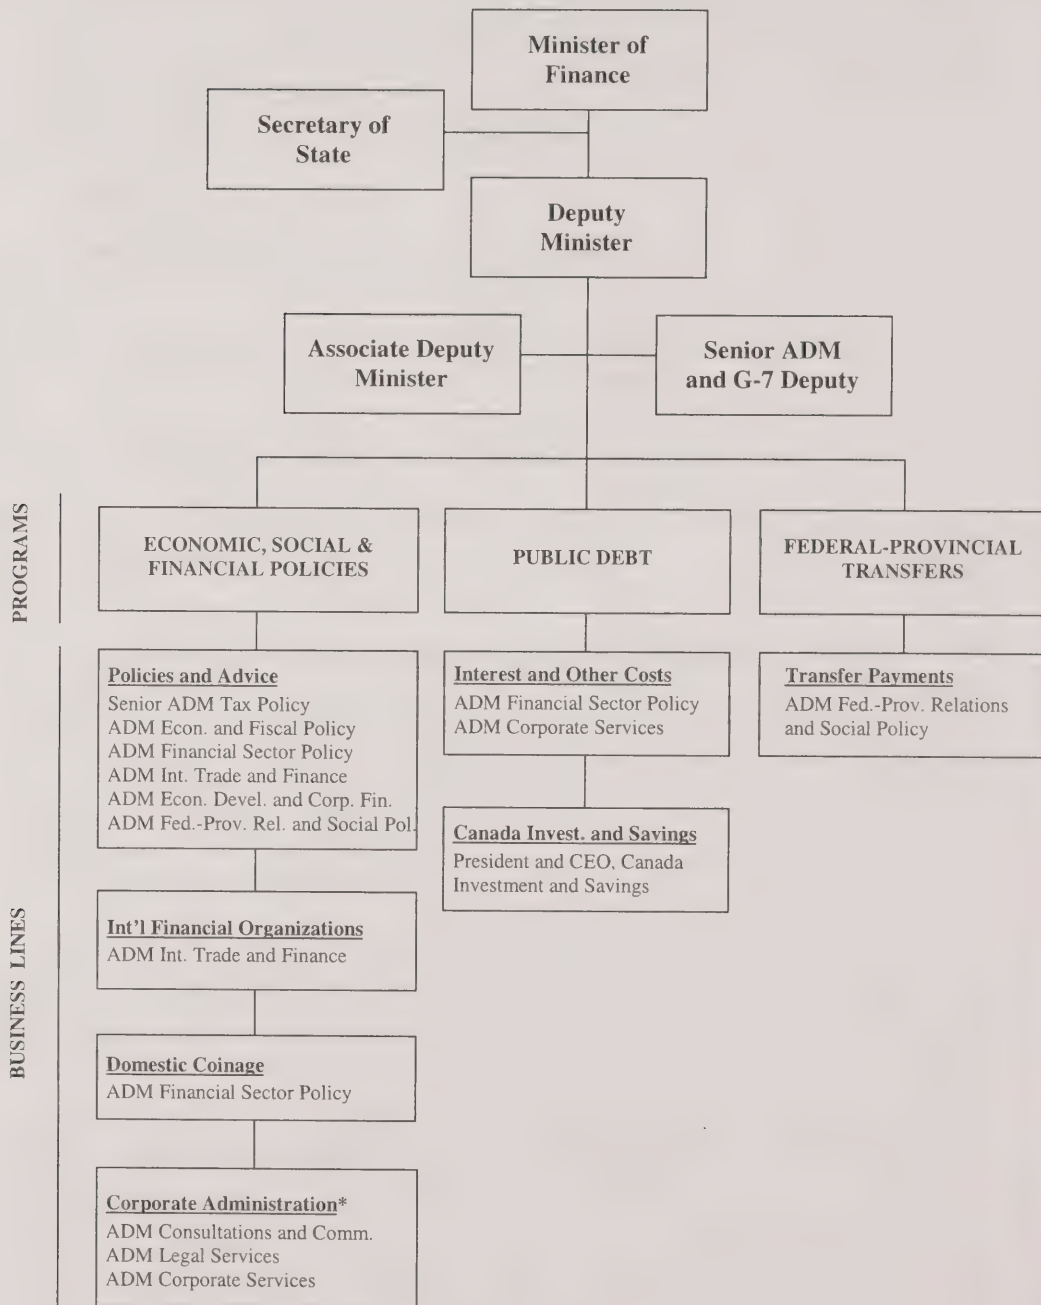 Minister of
Finance
Secretary of
State
Deputy
Minister
Associate Deputy
Minister
Senior ADM
and G-7 Deputy
PROGRAMS
ECONOMIC, SOCIAL &
FINANCIAL POLICIES
PUBLIC DEBT
FEDERAL-PROVINCIAL
TRANSFERS
BUSINESS LINES
Policies and Advice
Senior ADM Tax Policy
ADM Econ. and Fiscal Policy
ADM Financial Sector Policy
ADM Int. Trade and Finance
ADM Econ. Devel. and Corp. Fin.
ADM Fed.-Prov. Rel. and Social Pol.
Interest and Other Costs
ADM Financial Sector Policy
ADM Corporate Services
Transfer Payments
ADM Fed.-Prov. Relations
and Social Policy
Canada Invest. and Savings
President and CEO, Canada
Investment and Savings
Int'l Financial Organizations
ADM Int. Trade and Finance
Domestic Coinage
ADM Financial Sector Policy
Corporate Administration*
ADM Consultations and Comm.
ADM Legal Services
ADM Corporate Services